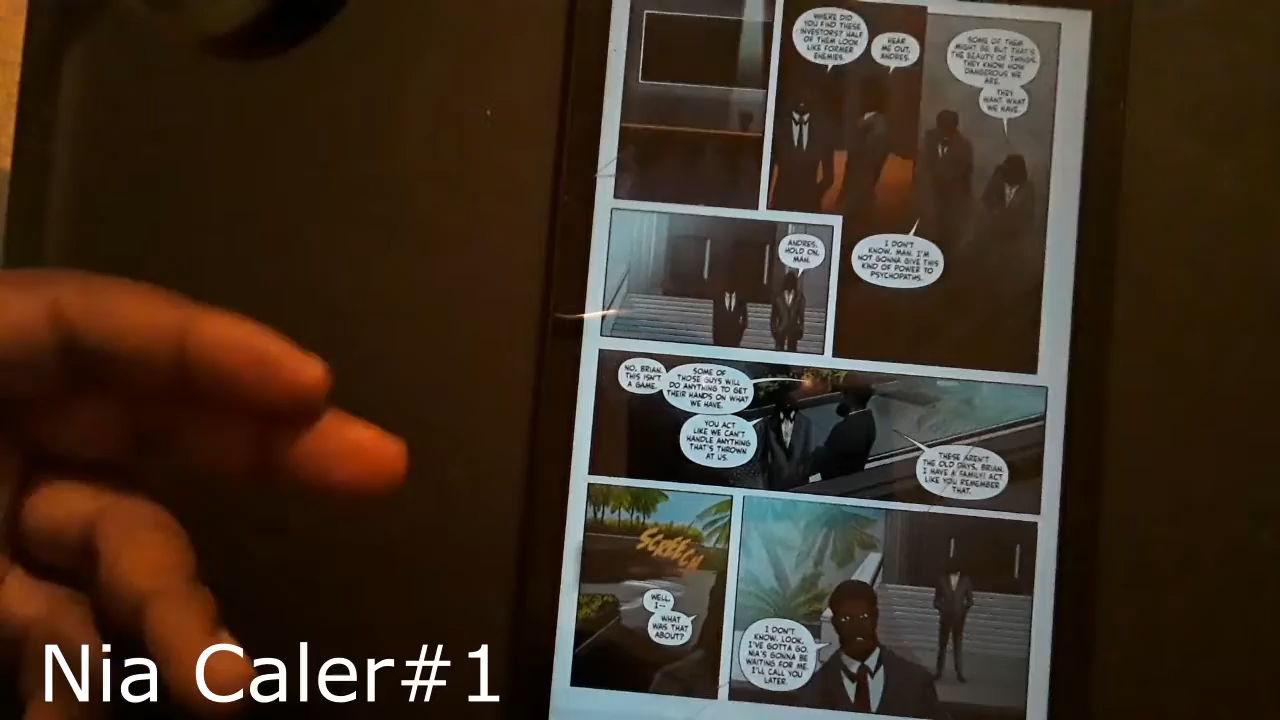 WHERE DID
YOU FIND THESE
INVESTORS? HALF
OF THEM LOOK
LIKE FORMER
ENEMIES.
HEAR
ME OUT,
ANDRES.
SOME OF THEM
MIGHT BE. BUT THAT'S
THE BEAUTY OF THINGS.
THEY KNOW HOW
DANGEROUS WE
ARE.
THEY
WANT WHAT
WE HAVE.
I DON'T
KNOW, MAN. I'M
NOT GONNA GIVE THIS
KIND OF POWER TO
PSYCHOPATHS.
ANDRES,
HOLD ON,
MAN.
NO, BRIAN.
THIS ISN'T
A GAME.
SOME OF
THOSE GUYS WILL
DO ANYTHING TO GET
THEIR HANDS ON WHAT
WE HAVE.
YOU ACT
LIKE WE CAN'T
HANDLE ANYTHING
THAT'S THROWN
AT US.
THESE AREN'T
THE OLD DAYS, BRIAN.
I HAVE A FAMILY! ACT
LIKE YOU REMEMBER
THAT.
SCREECH
WELL,
I--
WHAT
WAS THAT
ABOUT?
I DON'T
KNOW. LOOK,
I'VE GOTTA GO.
NIA'S GONNA BE
WAITING FOR ME.
I'LL CALL YOU
LATER.
Nia Caler#1